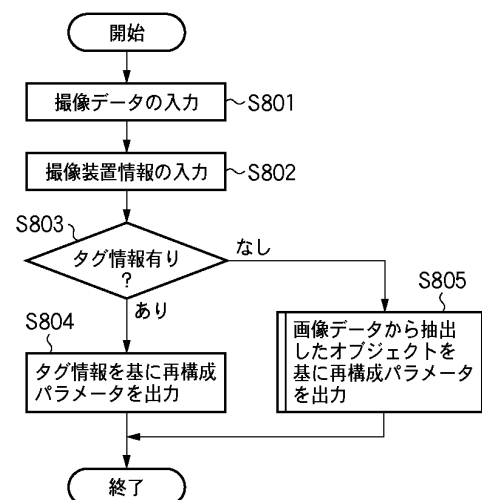 開始
撮像データの入力
S801
撮像装置情報の入力
S802
S803
タグ情報有り
?
なし
あり
S804
タグ情報を基に再構成
パラメータを出力
S805
画像データから抽出
したオブジェクトを
基に再構成パラメータ
を出力
終了